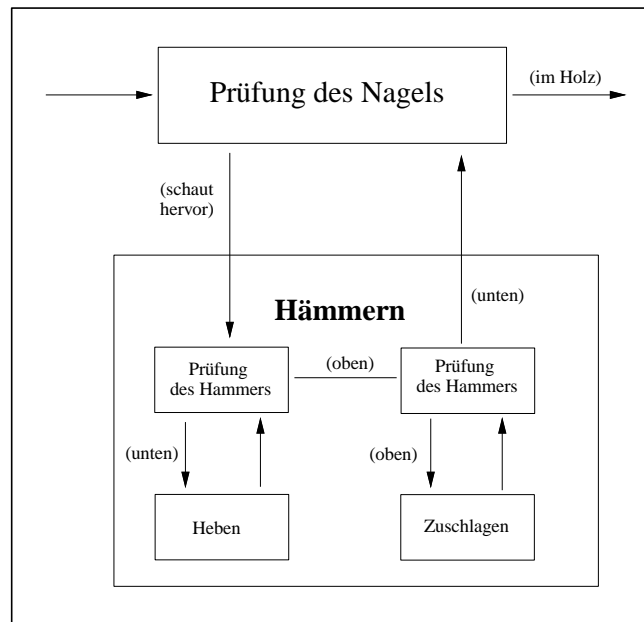 Prüfung des Nagels
(im Holz)
(schaut
hervor)
(unten)
Hämmern
Prüfung
des Hammers
(oben)
Prüfung
des Hammers
(unten)
(oben)
Heben
Zuschlagen